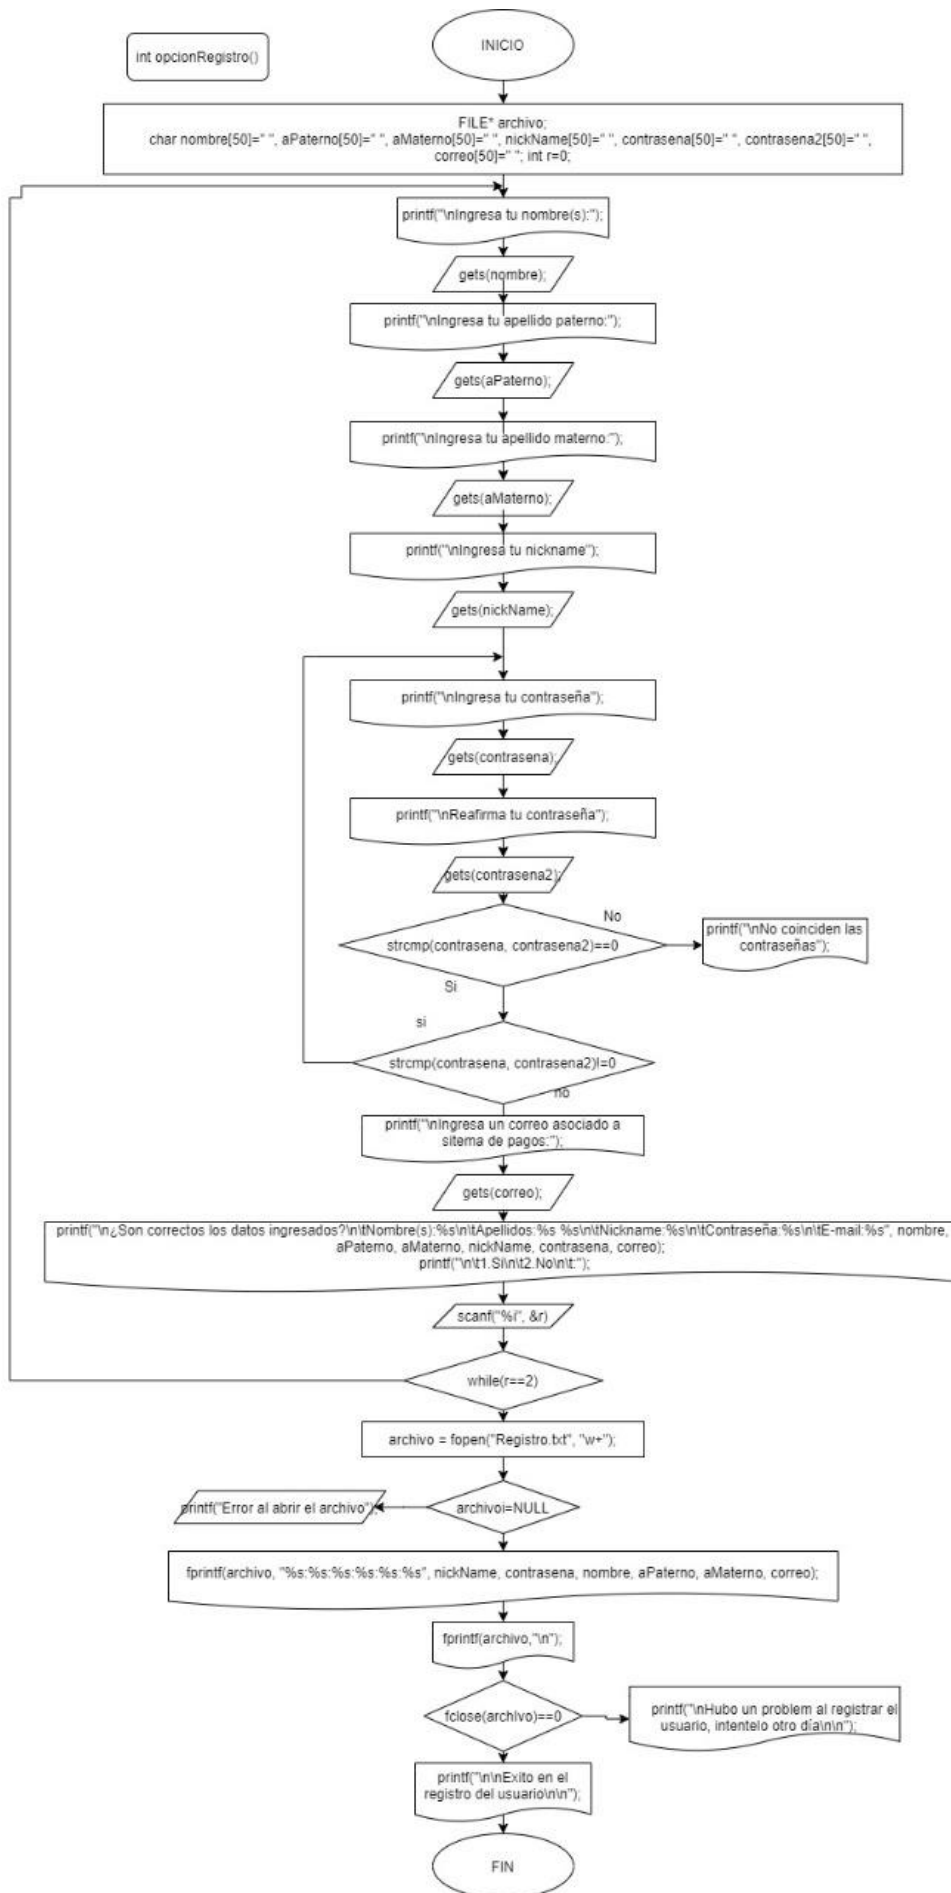 int opcionRegistro()
INICIO
FILE* archivo;
char nombre[50]=" ", aPaterno[50]=" ", aMaterno[50]=" ", nickName[50]=" ", contrasena[50]=" ", contrasena2[50]=" ",
correo[50]=" "; int r=0;
printf("\nIngresa tu nombre(s):");
gets(nombre);
printf("\nIngresa tu apellido paterno:");
gets(aPaterno);
printf("\nIngresa tu apellido materno:");
gets(aMaterno);
printf("\nIngresa tu nickname");
gets(nickName);
printf("\nIngresa tu contraseña");
gets(contrasena);
printf("\nReafirma tu contraseña");
gets(contrasena2);
No
strcmp(contrasena, contrasena2)==0
printf("\nNo coinciden las
contraseñas");
Si
si
strcmp(contrasena, contrasena2)!=0
no
printf("\nIngresa un correo asociado a
sitema de pagos:");
gets(correo);
printf("\n¿Son correctos los datos ingresados?\n\tNombre(s):%s\n\tApellidos:%s %s\n\tNickname:%s\n\tContraseña:%s\n\tE-mail:%s", nombre,
aPaterno, aMaterno, nickName, contrasena, correo);
printf("\n\t1.Si\n\t2.No\n\t:");
scanf("%i", &r)
while(r==2)
archivo = fopen("Registro.txt", "w+");
archivo¡=NULL
printf("Error al abrir el archivo");
fprintf(archivo, "%s:%s:%s:%s:%s:%s", nickName, contrasena, nombre, aPaterno, aMaterno, correo);
fprintf(archivo,"\n");
fclose(archivo)==0
printf("\nHubo un problem al registrar el
usuario, intentelo otro día\n\n");
printf("\n\nExito en el
registro del usuario\n\n");
FIN